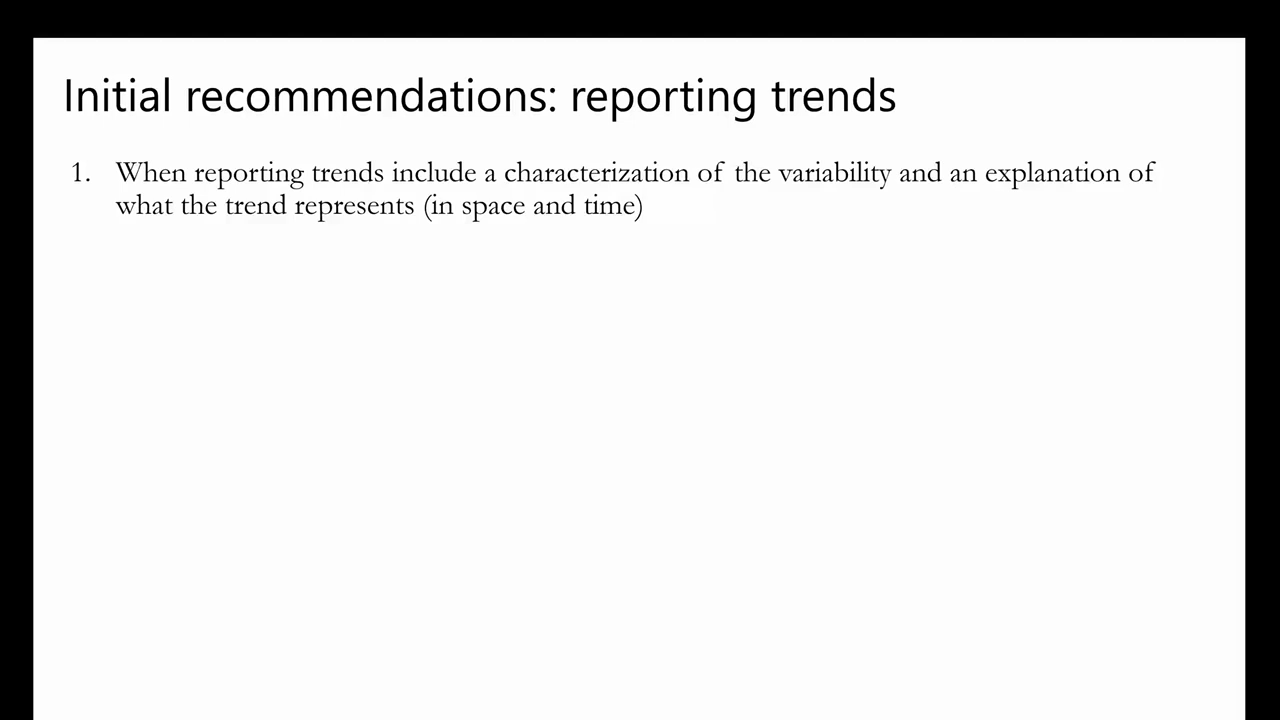 Initial recommendations: reporting trends
1. When reporting trends include a characterization of the variability and an explanation of
what the trend represents (in space and time)